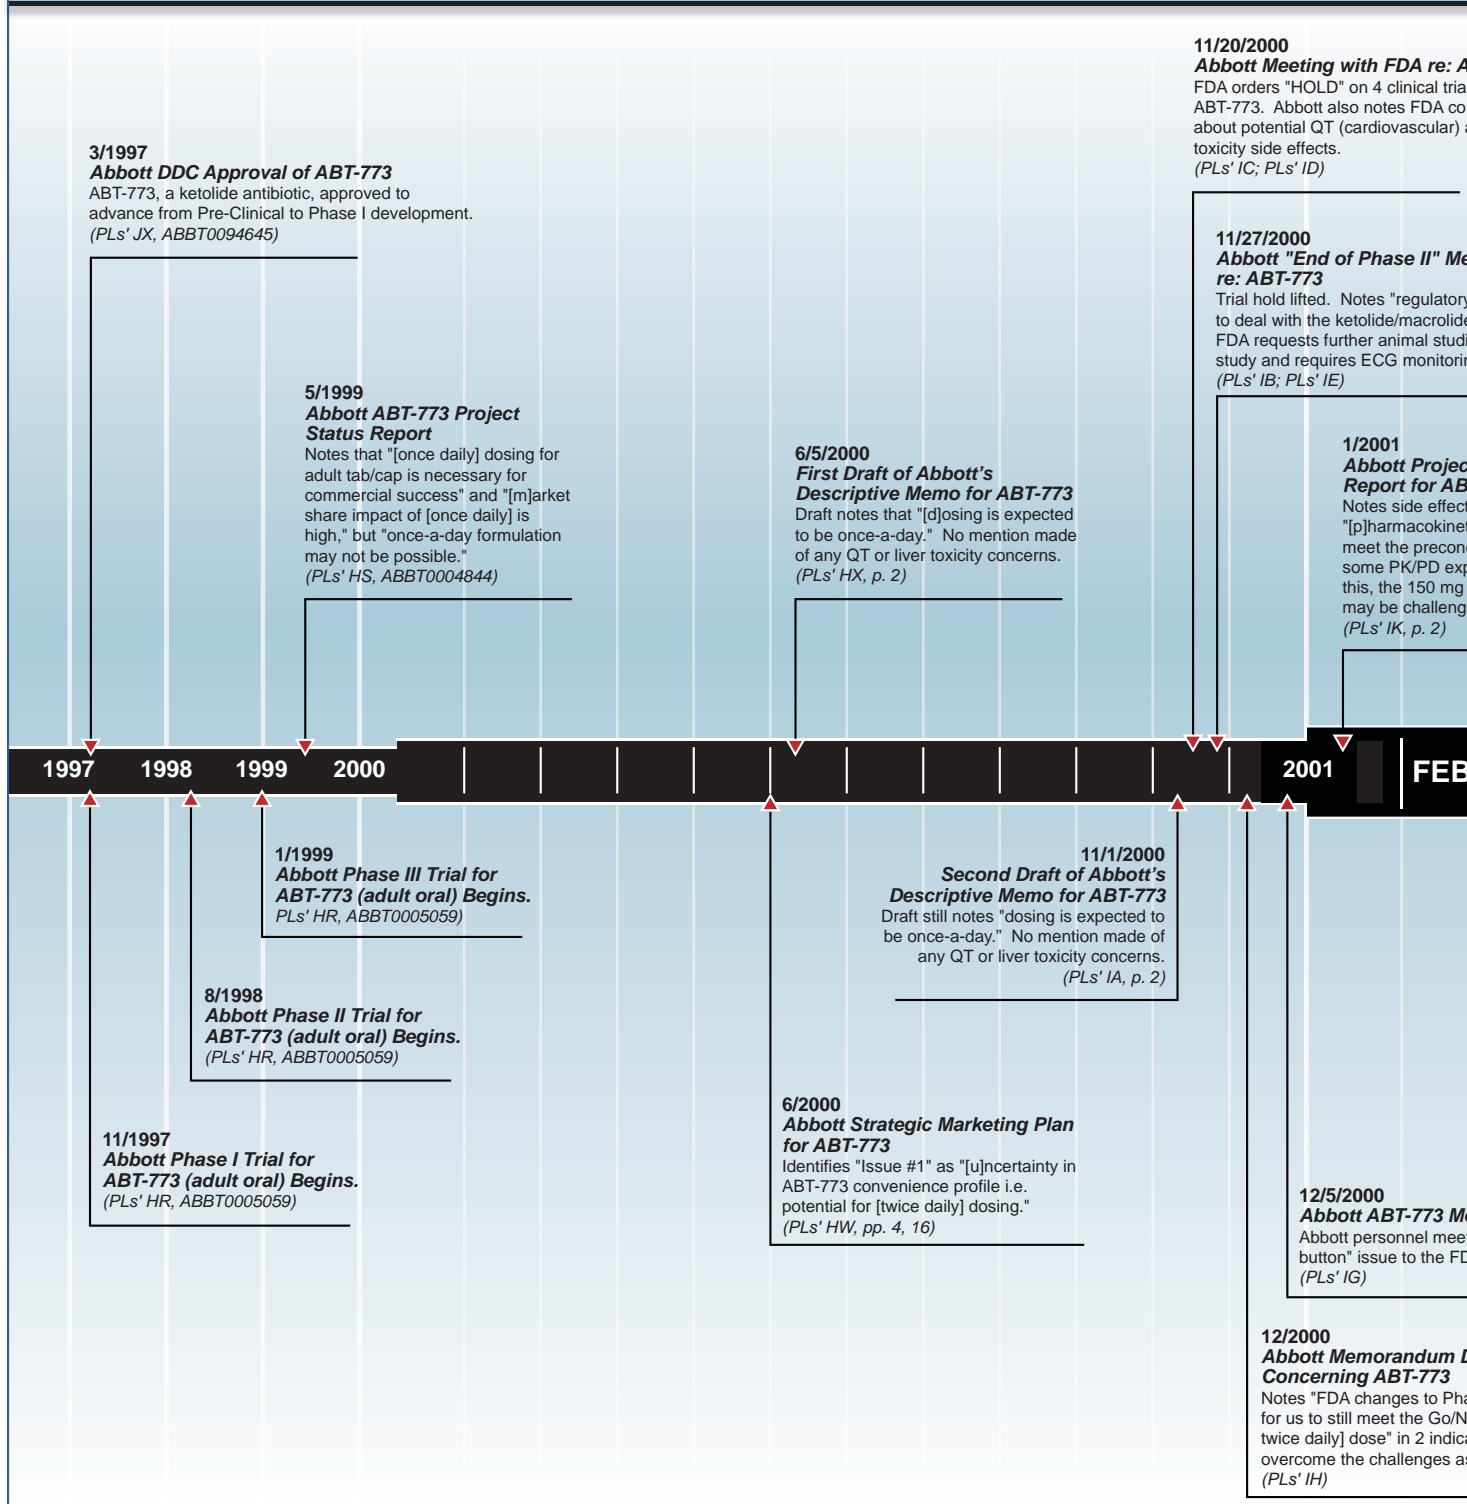 11/20/2000
Abbott Meeting with FDA re:
FDA orders "HOLD" on 4 clinical
ABT-773.  Abbott also notes FDA
about potential QT (cardiovascular)
toxicity side effects.
(PLs' IC; PLs' ID)
3/1997
Abbott DDC Approval of ABT-773
ABT-773, a ketolide antibiotic, approved to
advance from Pre-Clinical to Phase I development.
(PLs' JX, ABBT0094645)
11/27/2000
Abbott "End of Phase II"
re: ABT-773
Trial hold lifted.  Notes "regulatory
to deal with the ketolide/macrolide
FDA requests further animal
study and requires ECG
(PLs' IB; PLs' IE)
5/1999
Abbott ABT-773 Project
Status Report
Notes that "[once daily] dosing for
adult tab/cap is necessary for
commercial success" and "[m]arket
share impact of [once daily] is
high," but "once-a-day formulation
may not be possible."
(PLs' HS, ABBT0004844)
6/5/2000
First Draft of Abbott's
Descriptive Memo for ABT-773
Draft notes that "[d]osing is expected
to be once-a-day."  No mention made
of any QT or liver toxicity concerns.
(PLs' HX, p. 2)
1/2001
Abbott
Report for
Notes side
meet the
some PK/PD
this, the 150 mg
may be
(PLs' IK, p. 2)
1997 1998 1999 2000 2001 FEB
1/1999
Abbott Phase III Trial for
ABT-773 (adult oral) Begins.
PLs' HR, ABBT0005059)
11/1/2000
Second Draft of Abbott's
Descriptive Memo for ABT-773
Draft still notes "dosing is expected to
be once-a-day."  No mention made of
any QT or liver toxicity concerns.
(PLs' IA, p. 2)
8/1998
Abbott Phase II Trial for
ABT-773 (adult oral) Begins.
(PLs' HR, ABBT0005059)
6/2000
Abbott Strategic Marketing Plan
for ABT-773
Identifies "Issue #1" as "[u]ncertainty in
ABT-773 convenience profile i.e.
potential for [twice daily] dosing."
(PLs' HW, pp. 4, 16)
11/1997
Abbott Phase I Trial for
ABT-773 (adult oral) Begins.
(PLs' HR, ABBT0005059)
12/5/2000
Abbott ABT-773
Abbott personnel
button" issue to the
(PLs' IG)
12/2000
Abbott Memorandum
Concerning ABT-773
Notes "FDA changes to
for us to still meet the
twice daily] dose" in 2
overcome the challenges
(PLs' IH)